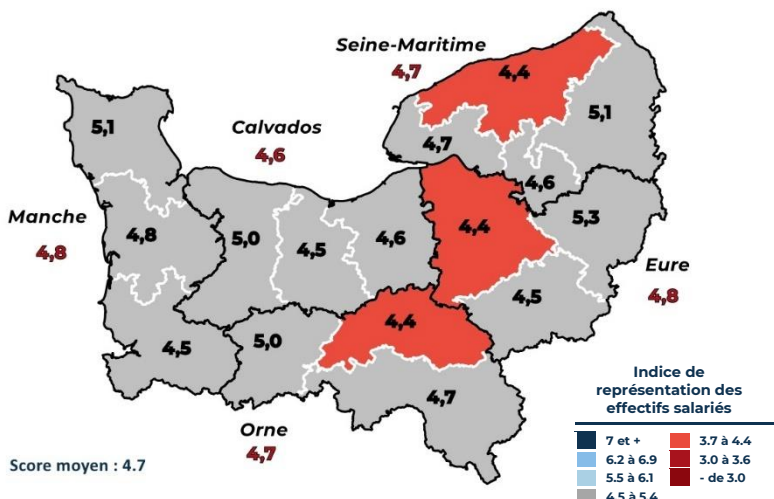 Seine-Maritime
4,7
4,4
5,1
5,1
Calvados
4,6
4,7
4,6
Manche
4,8
4,8
5,0
4,5
4,6
4,4
5,3
Eure
4,8
4,5
4,5
5,0
4,4
4,7
Orne
4,7
Score moyen : 4.7
Indice de
représentation des
effectifs salariés
7 et +
3.7 à 4.4
6.2 à 6.9
3.0 à 3.6
5.5 à 6.1
- de 3.0
4.5 à 5.4